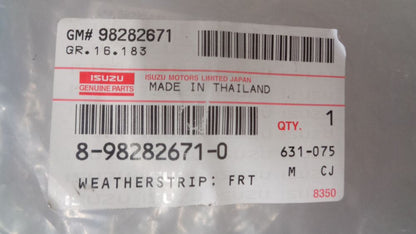 GM# 98282671
GR.16.183
ISUZU
GENUINE PARTS
ISUZU MOTORS LIMITED JAPAN
MADE IN THAILAND
QTY. 1
8-98282671-0
631-075
WEATHERSTRIP: FRT
M CJ
8350